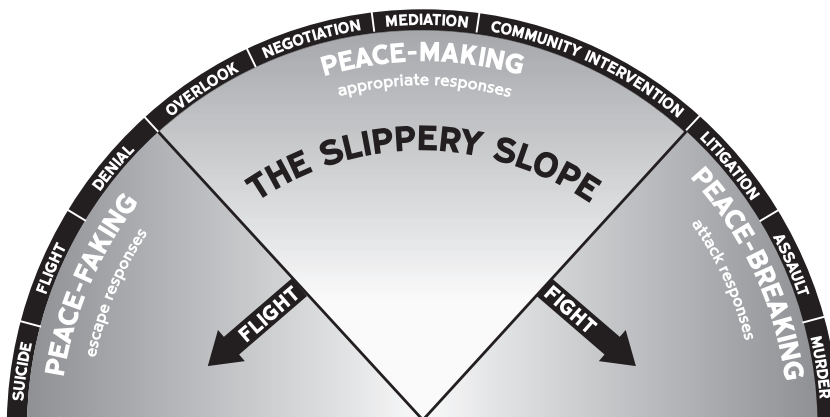 SUICIDE
FLIGHT
DENIAL
OVERLOOK
NEGOTIATION
MEDIATION
COMMUNITY INTERVENTION
LITIGATION
ASSAULT
MURDER
PEACE-MAKING
appropriate responses
THE SLIPPERY SLOPE
PEACE-FAKING
escape responses
FLIGHT
FIGHT
PEACE-BREAKING
attack responses